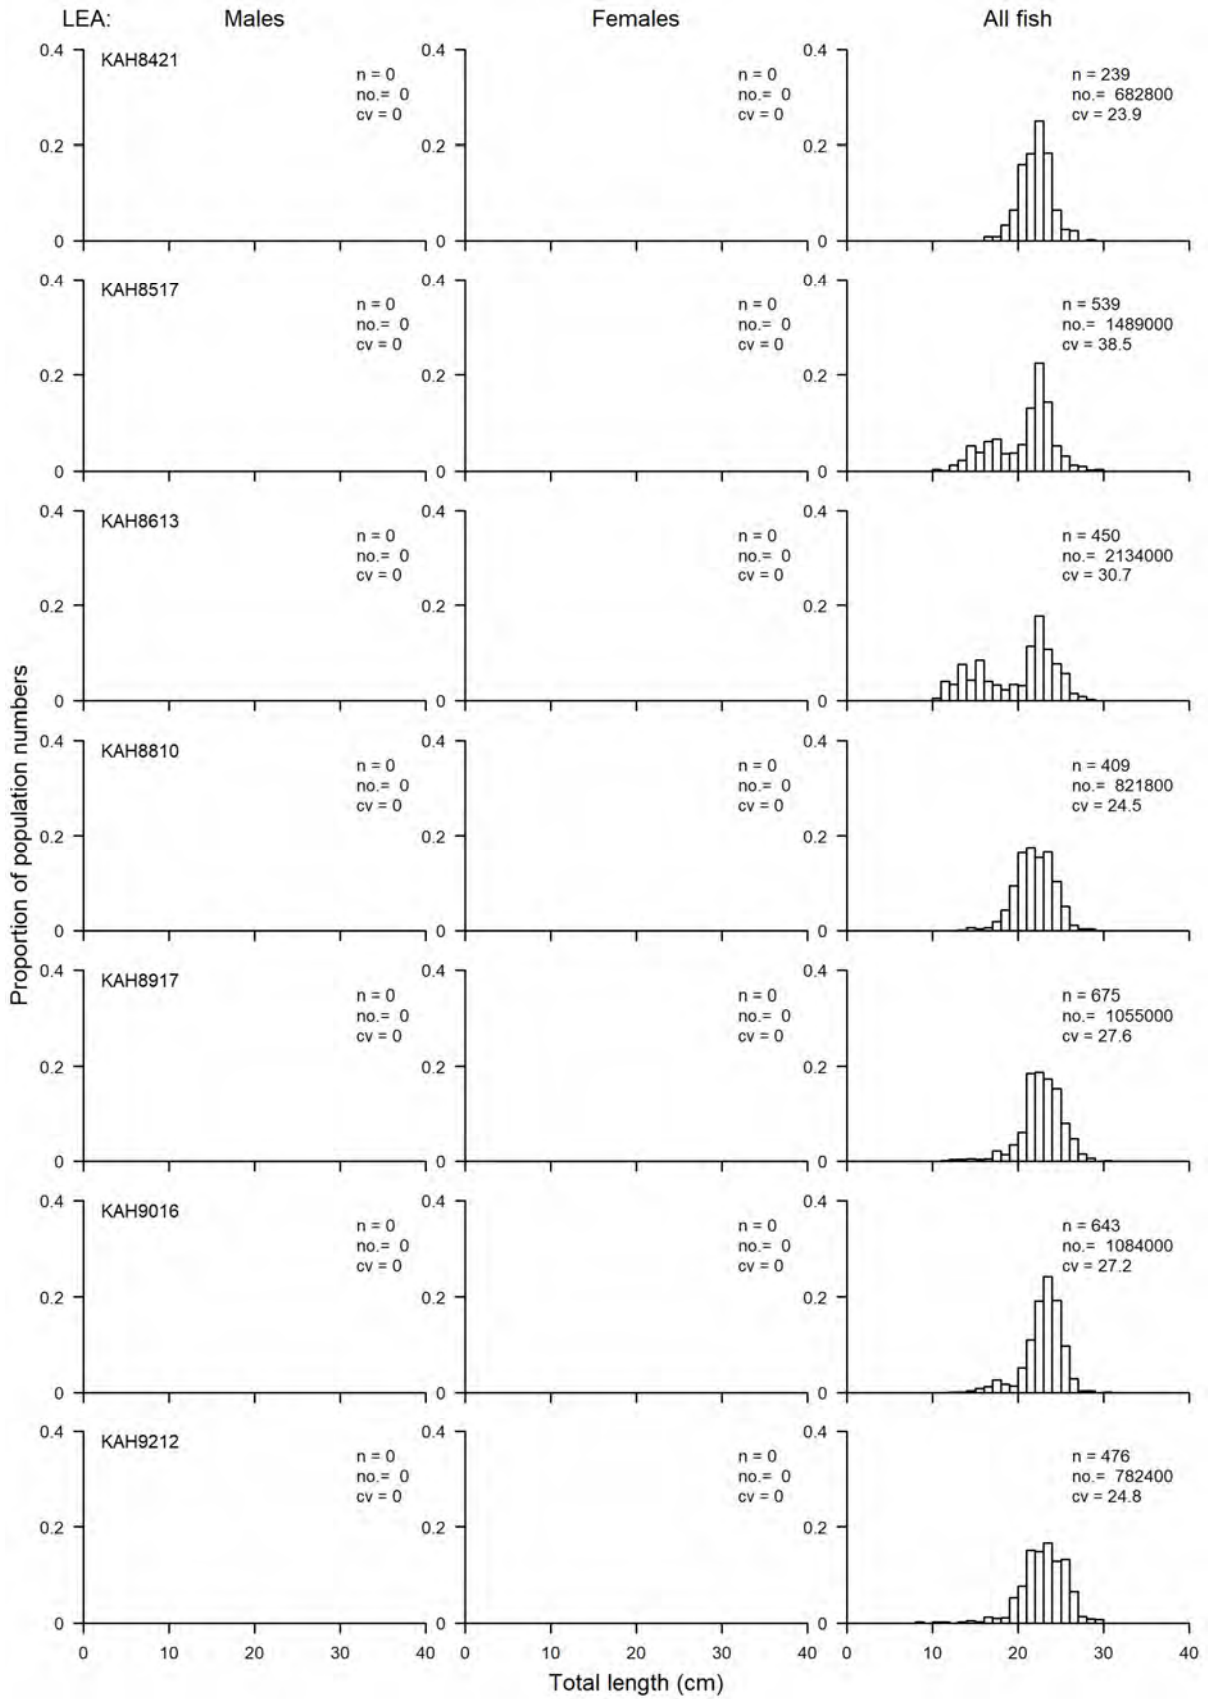 LEA: Males Females All fish
Proportion of population numbers
0.4 KAH8421 0.4 0.4
n = 0 n = 0 n = 239
no.= 0 no.= 0 no.= 682800
cv = 0 cv = 0 cv = 23.9
0.2 0.2 0.2
0 0 0
0.4 KAH8517 0.4 0.4
n = 0 n = 0 n = 539
no.= 0 no.= 0 no.= 1489000
cv = 0 cv = 0 cv = 38.5
0.2 0.2 0.2
0 0 0
0.4 KAH8613 0.4 0.4
n = 0 n = 0 n = 450
no.= 0 no.= 0 no.= 2134000
cv = 0 cv = 0 cv = 30.7
0.2 0.2 0.2
0 0 0
0.4 KAH8810 0.4 0.4
n = 0 n = 0 n = 409
no.= 0 no.= 0 no.= 821800
cv = 0 cv = 0 cv = 24.5
0.2 0.2 0.2
0 0 0
0.4 KAH8917 0.4 0.4
n = 0 n = 0 n = 675
no.= 0 no.= 0 no.= 1055000
cv = 0 cv = 0 cv = 27.6
0.2 0.2 0.2
0 0 0
0.4 KAH9016 0.4 0.4
n = 0 n = 0 n = 643
no.= 0 no.= 0 no.= 1084000
cv = 0 cv = 0 cv = 27.2
0.2 0.2 0.2
0 0 0
0.4 KAH9212 0.4 0.4
n = 0 n = 0 n = 476
no.= 0 no.= 0 no.= 782400
cv = 0 cv = 0 cv = 24.8
0.2 0.2 0.2
0 0 0
0 10 20 30 40 0 10 20 30 40 0 10 20 30 40
Total length (cm)